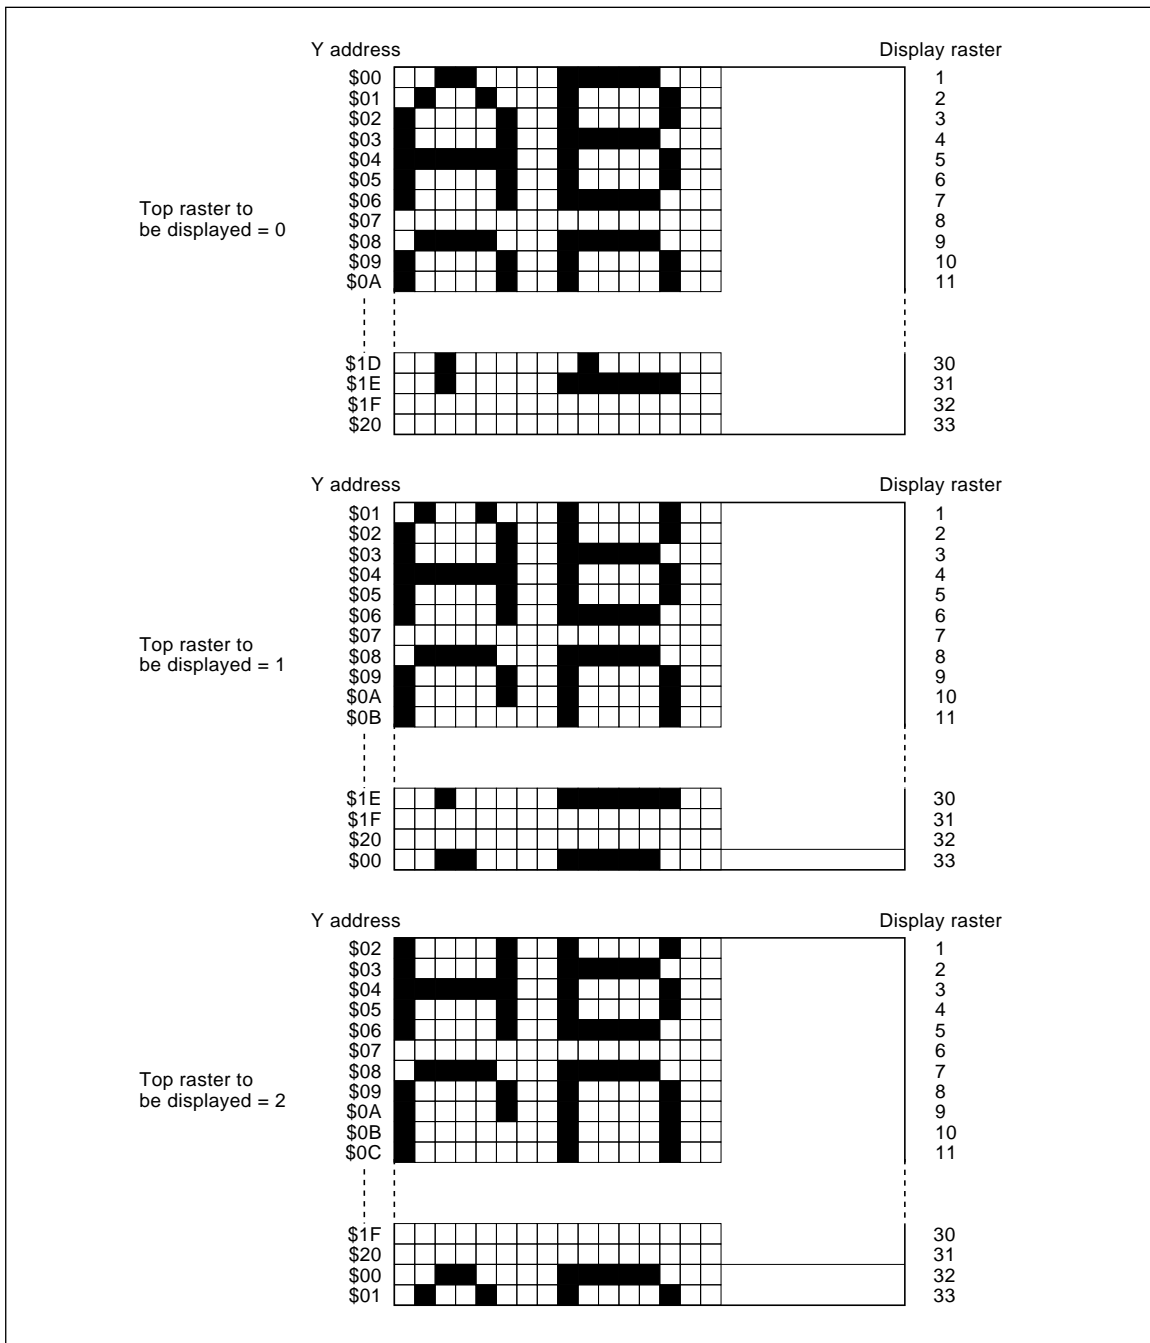 Y address Display raster
$00 1
$01 2
$02 3
$03 4
$04 5
$05 6
$06 7
Top raster to
be displayed = 0
$07 8
$08 9
$09 10
$0A 11
$1D 30
$1E 31
$1F 32
$20 33
Y address Display raster
$01 1
$02 2
$03 3
$04 4
$05 5
$06 6
$07 7
Top raster to
be displayed = 1
$08 8
$09 9
$0A 10
$0B 11
$1E 30
$1F 31
$20 32
$00 33
Y address Display raster
$02 1
$03 2
$04 3
$05 4
$06 5
$07 6
$08 7
Top raster to
be displayed = 2
$09 8
$0A 9
$0B 10
$0C 11
$1F 30
$20 31
$00 32
$01 33